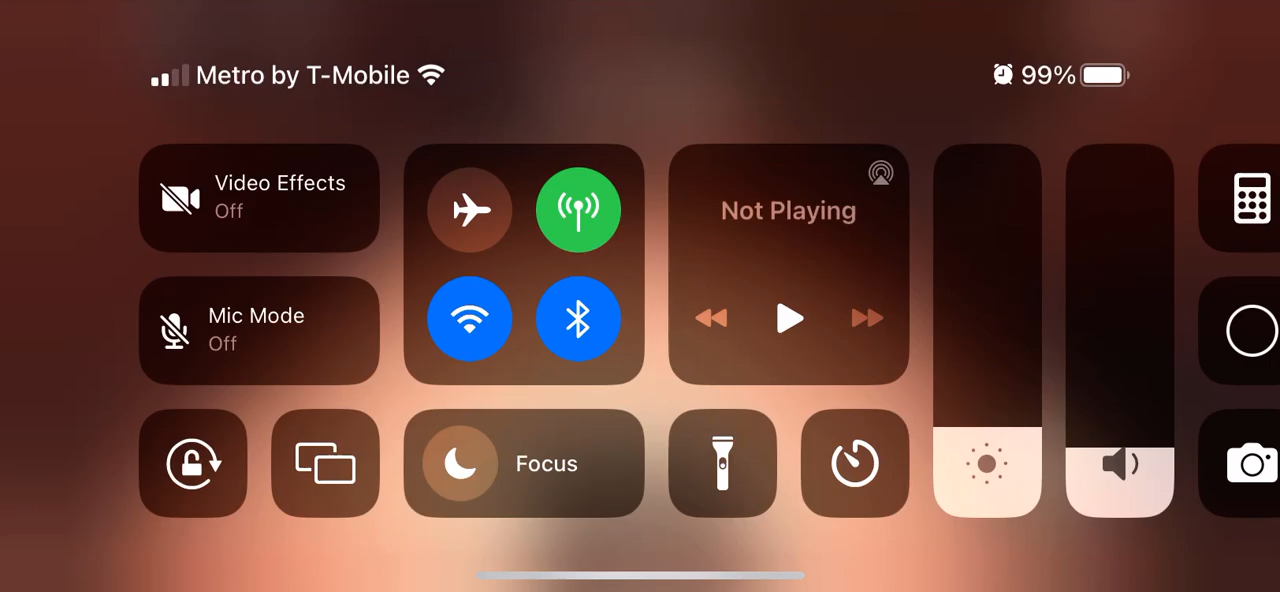 Metro by T-Mobile
99%
Video Effects
Off
Mic Mode
Off
Not Playing
Focus